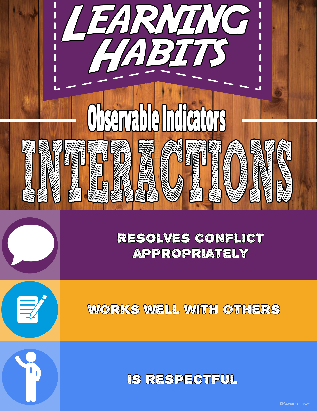 LEARNING
HABITS
Observable Indicators
INTERACTIONS
RESOLVES CONFLICT
APPROPRIATELY
WORKS WELL WITH OTHERS
IS RESPECTFUL